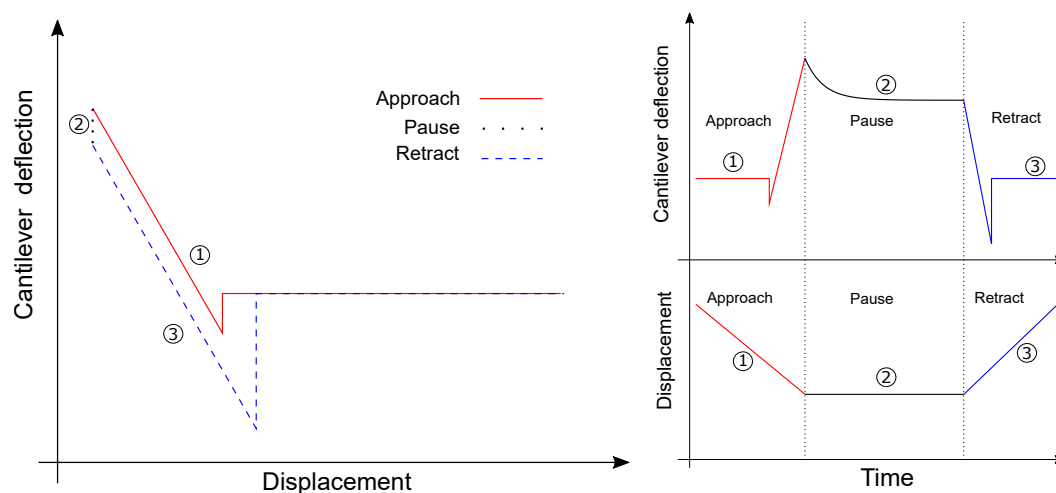 Cantilever deflection
Approach
Pause
Retract
②
①
③
Displacement
Cantilever deflection
Approach
Pause
Retract
①
②
③
Displacement
Approach
Pause
Retract
①
②
③
Time